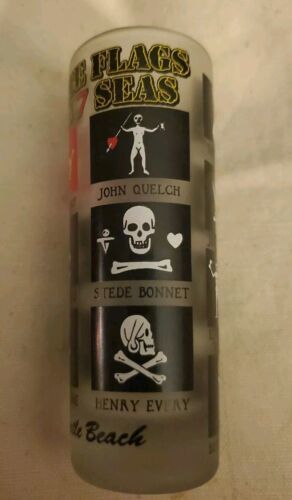 FLAGS
SEAS
JOHN QUELCH
STEDE BONNET
HENRY EVERY
Beach